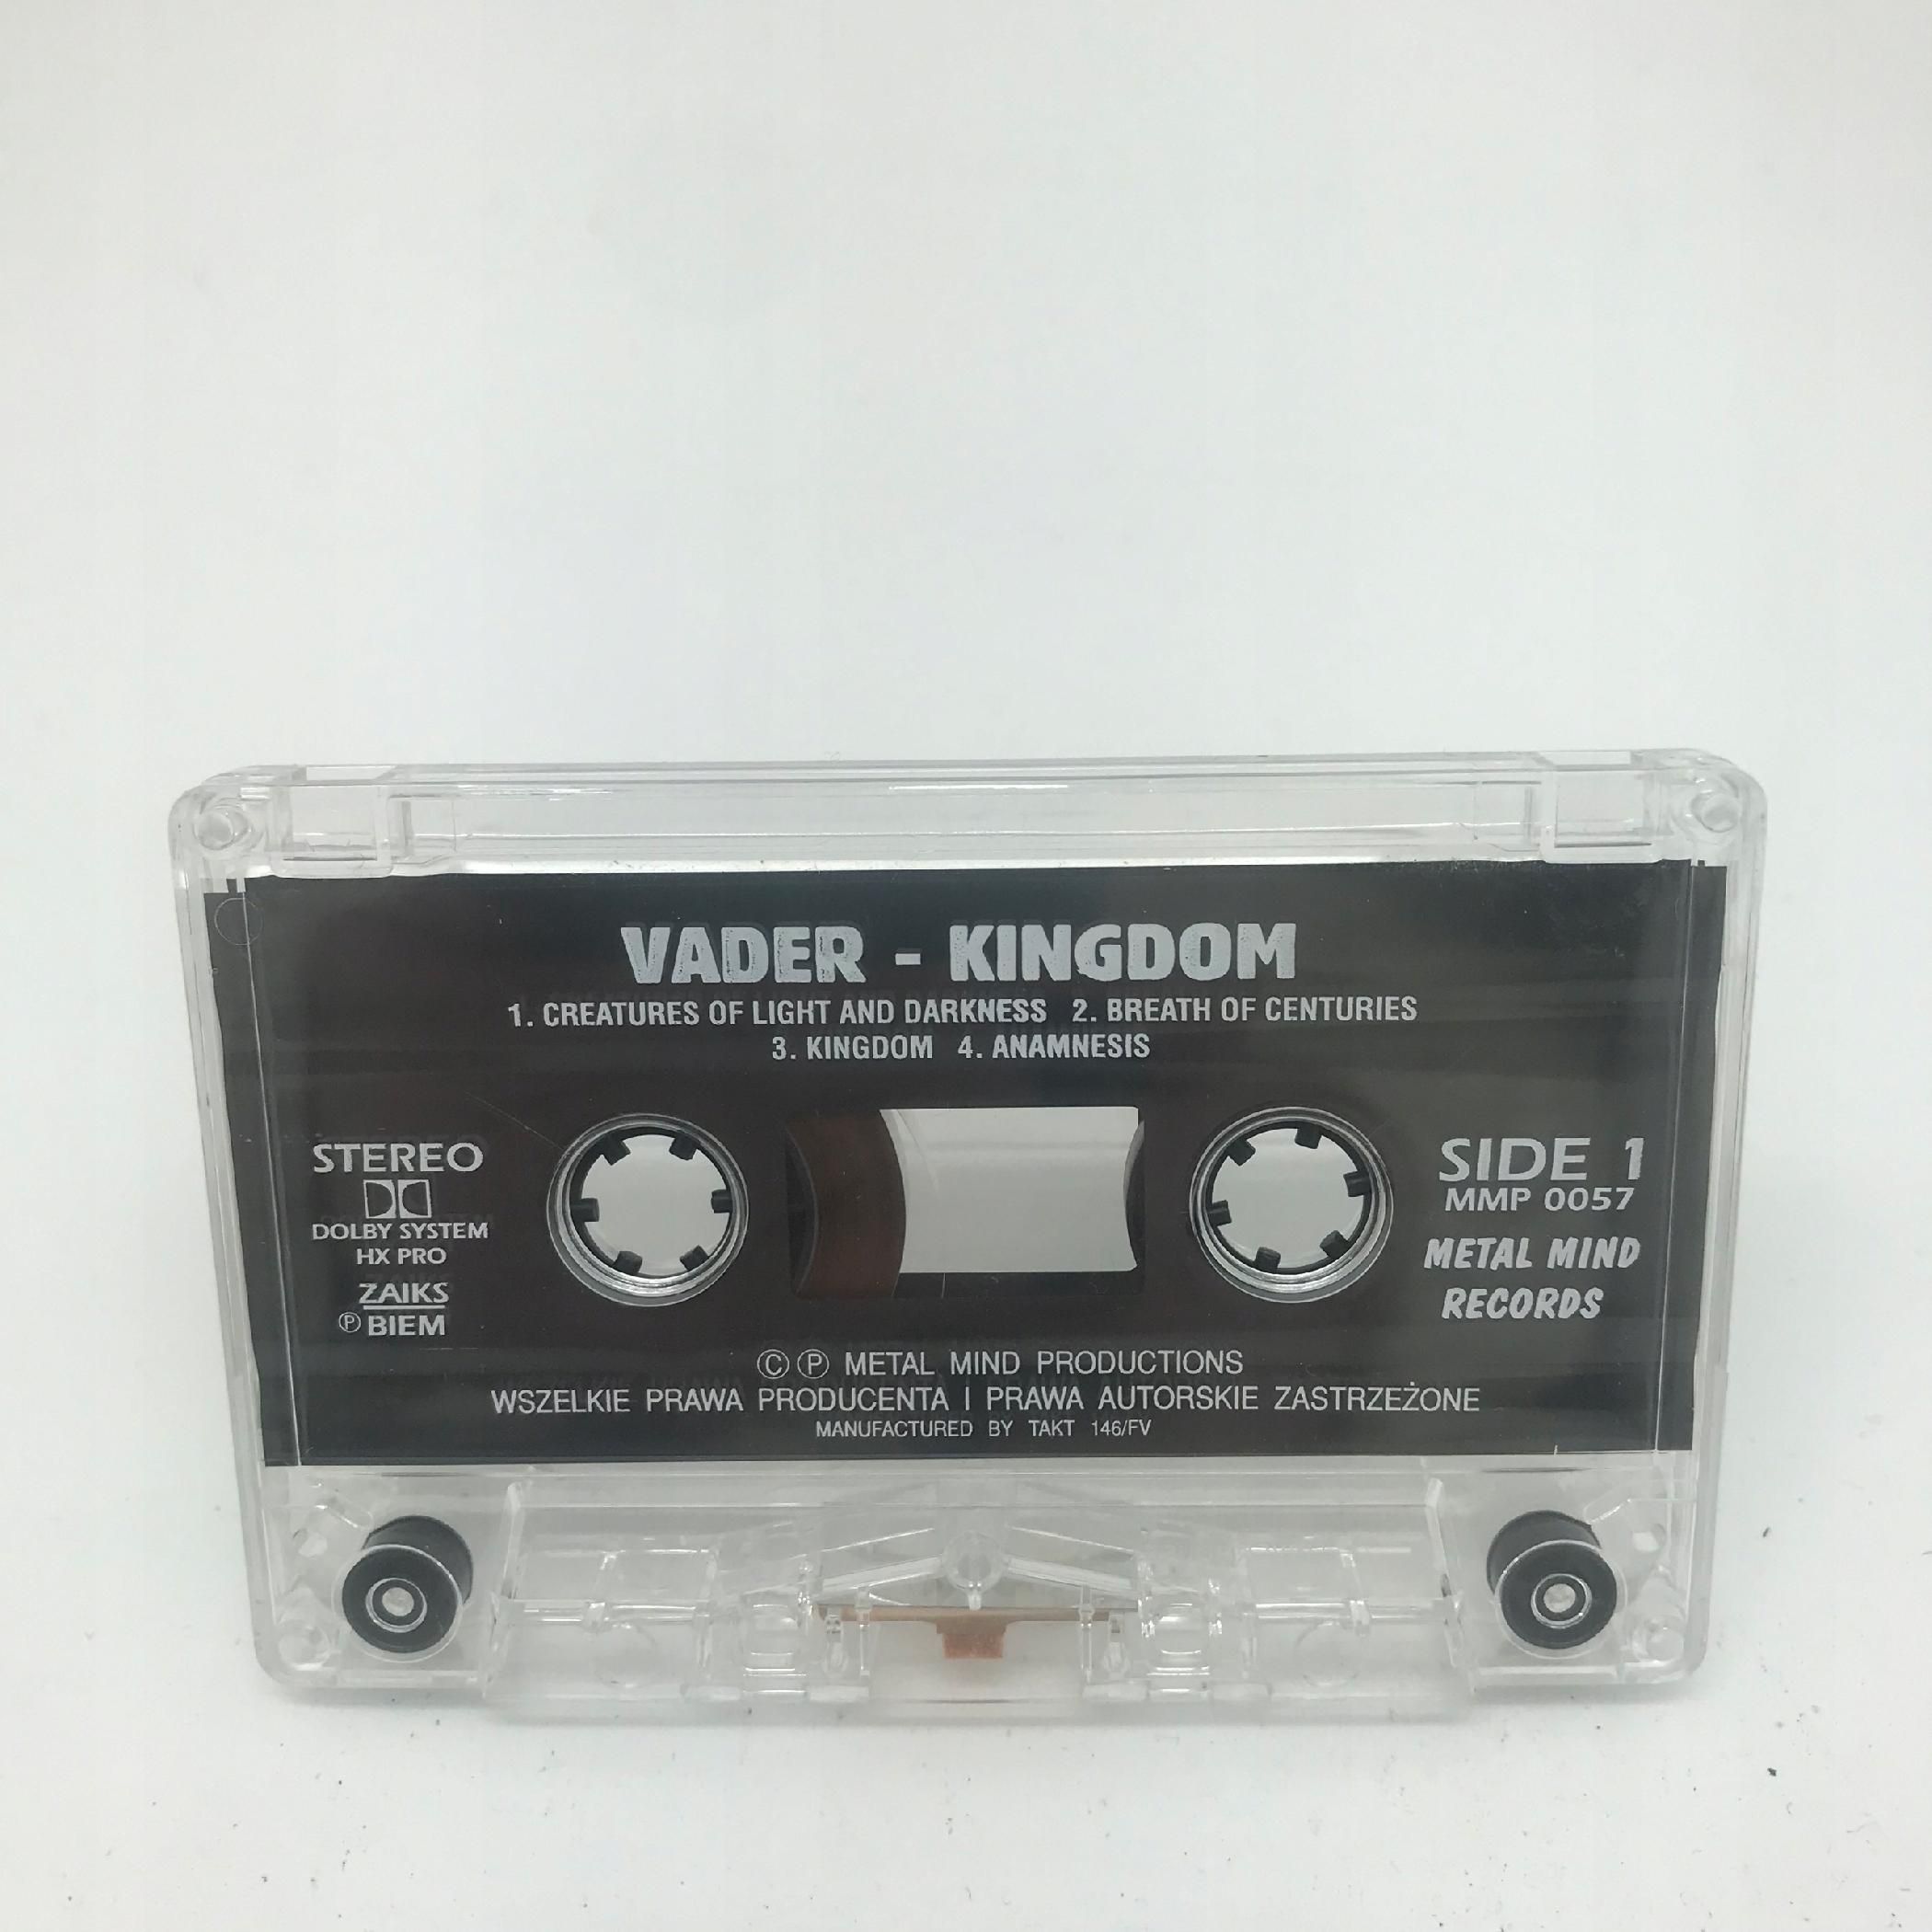 VADER - KINGDOM
1. CREATURES OF LIGHT AND DARKNESS 2. BREATH OF CENTURIES
3. KINGDOM 4. ANAMNESIS
STEREO
DOLBY SYSTEM
HX PRO
ZAIKS
Ⓟ BIEM
SIDE 1
MMP 0057
METAL MIND
RECORDS
© Ⓟ METAL MIND PRODUCTIONS
WSZELKIE PRAWA PRODUCENTA I PRAWA AUTORSKIE ZASTRZEŻONE
MANUFACTURED BY TAKT 146/FV